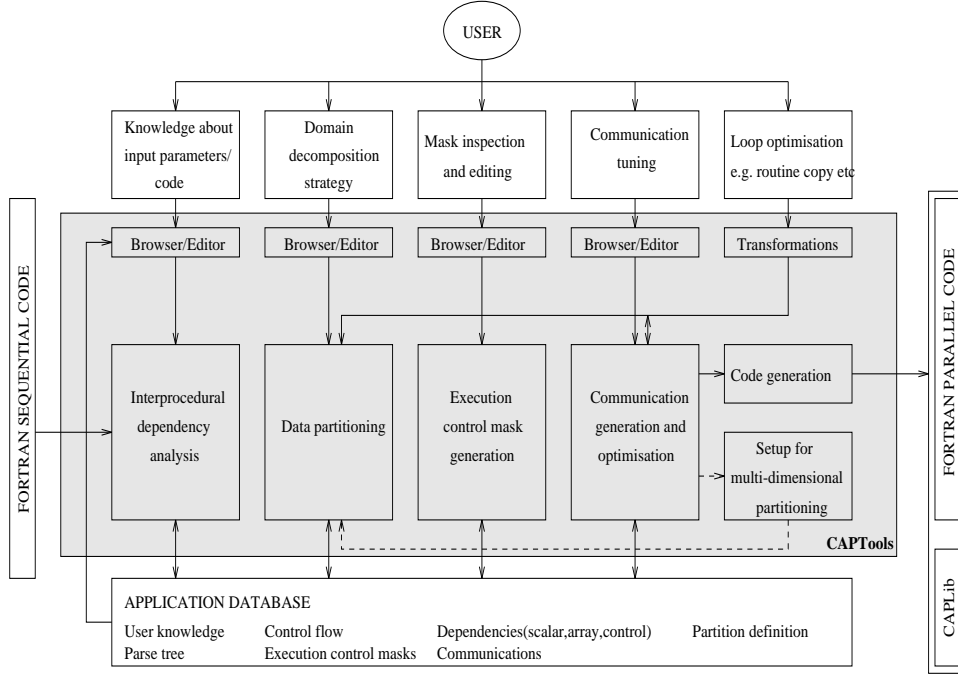 USER
Knowledge about
input parameters/
code
Domain
decomposition
strategy
Mask inspection
and editing
Communication
tuning
Loop optimisation
e.g. routine copy etc
Browser/Editor
Browser/Editor
Browser/Editor
Browser/Editor
Transformations
FORTRAN SEQUENTIAL CODE
Interprocedural
dependency
analysis
Data partitioning
Execution
control mask
generation
Communication
generation and
optimisation
Code generation
Setup for
multi-dimensional
partitioning
CAPTools
FORTRAN PARALLEL CODE
CAPLib
APPLICATION DATABASE
User knowledge Control flow Dependencies(scalar,array,control) Partition definition
Parse tree Execution control masks Communications